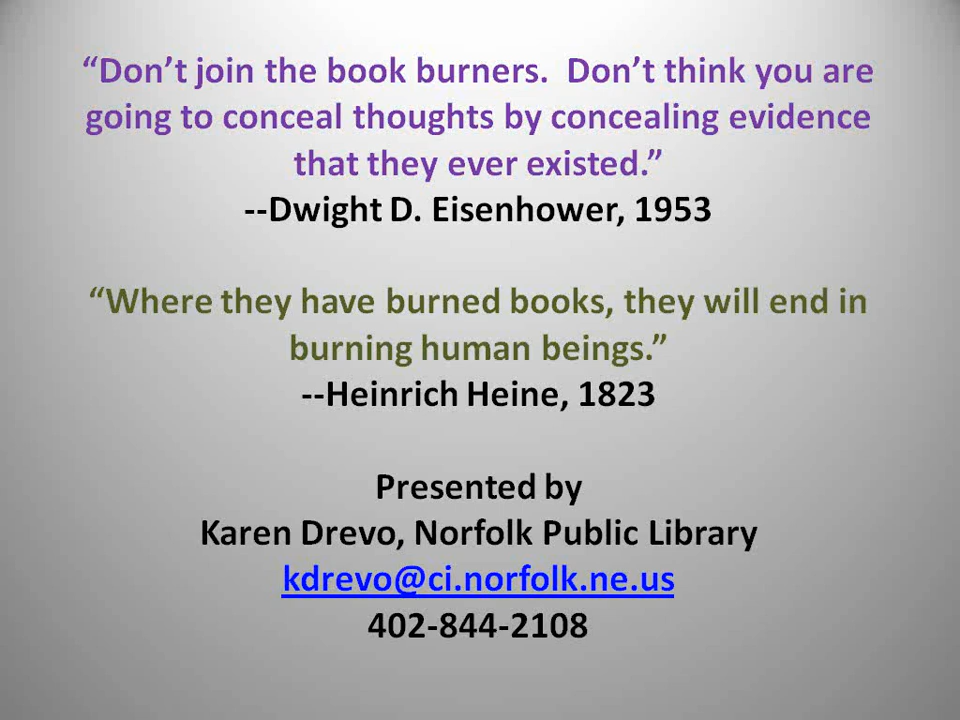 “Don’t join the book burners.  Don’t think you are
going to conceal thoughts by concealing evidence
that they ever existed.”
--Dwight D. Eisenhower, 1953
“Where they have burned books, they will end in
burning human beings.”
--Heinrich Heine, 1823
Presented by
Karen Drevo, Norfolk Public Library
kdrevo@ci.norfolk.ne.us
402-844-2108